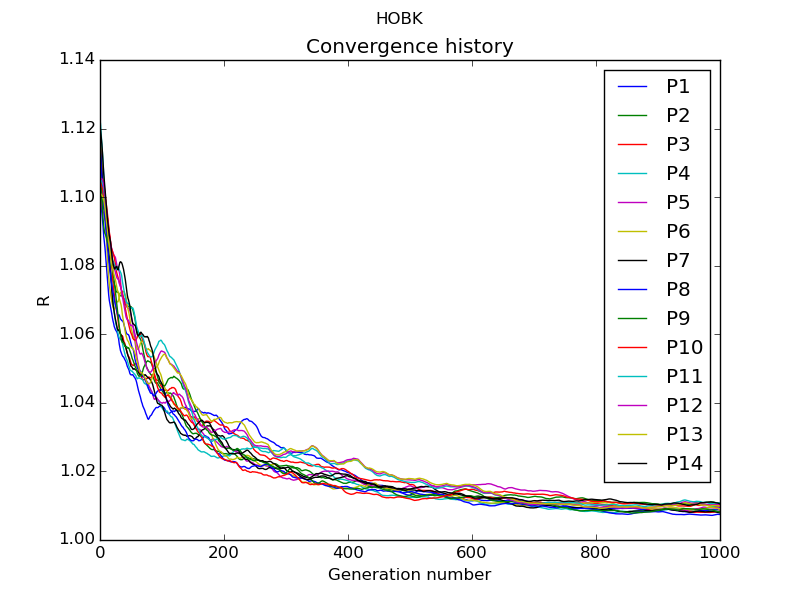 HOBK
Convergence history
1.14
1.12
1.10
1.08
1.06
1.04
1.02
1.00
R
0 200 400 600 800 1000
Generation number
P1
P2
P3
P4
P5
P6
P7
P8
P9
P10
P11
P12
P13
P14